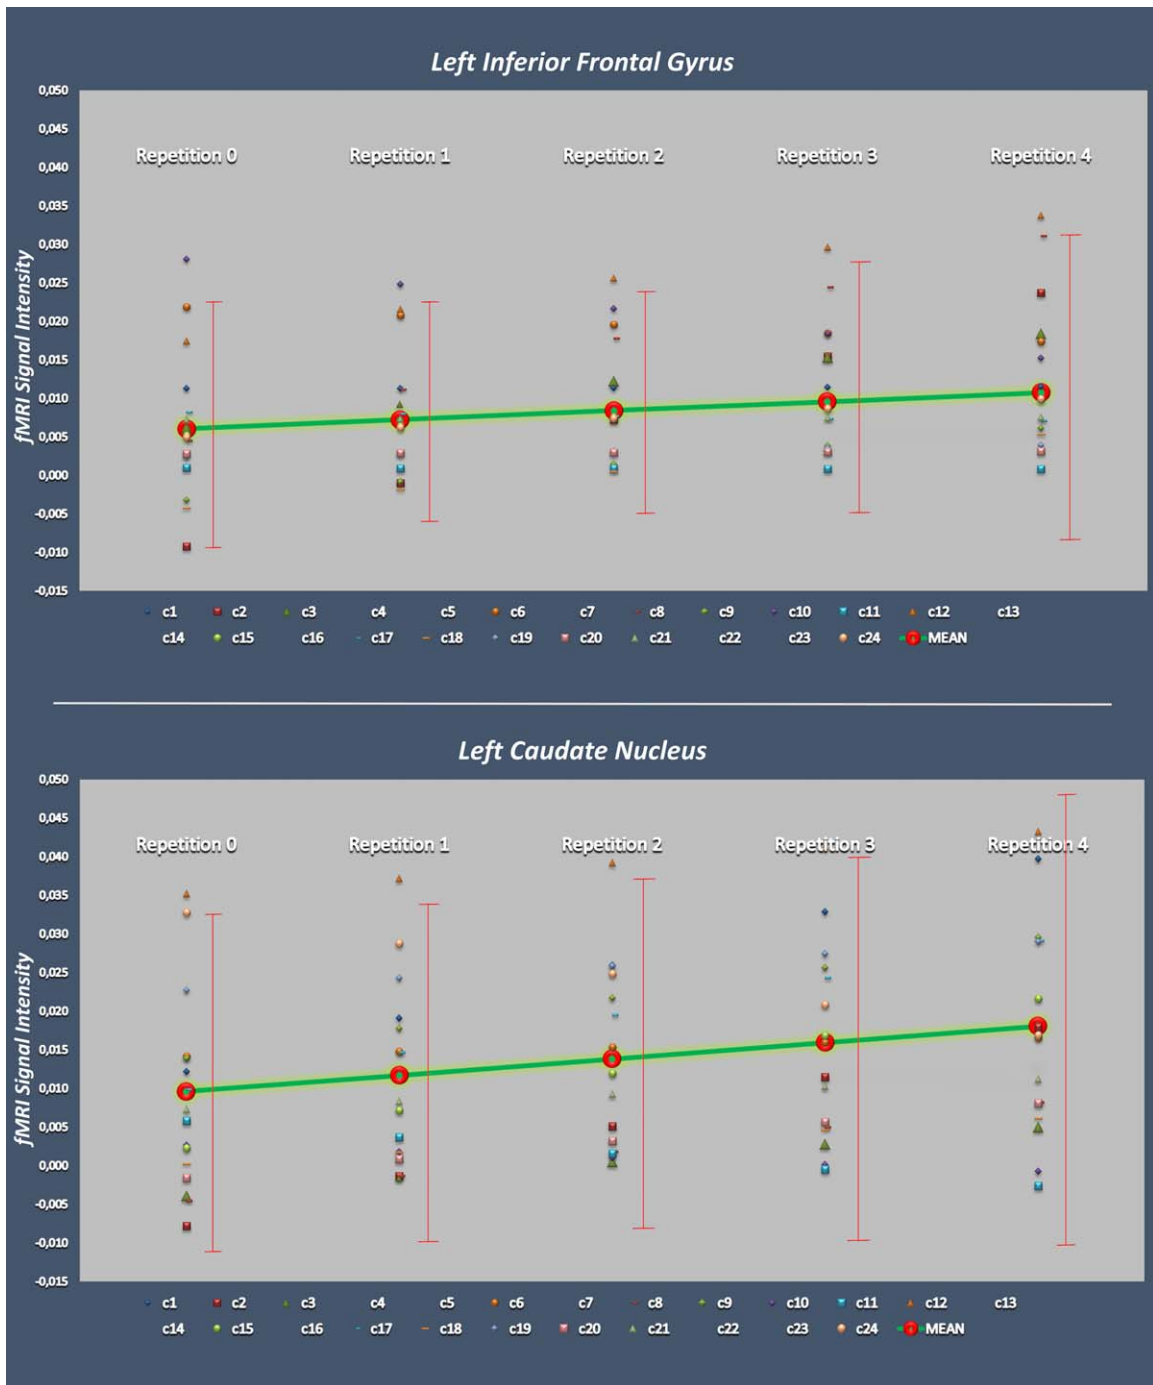 Left Inferior Frontal Gyrus
0,050
0,045
0,040
0,035
0,030
0,025
0,020
0,015
0,010
0,005
0,000
-0,005
-0,010
-0,015
fMRI Signal Intensity
Repetition 0 Repetition 1 Repetition 2 Repetition 3 Repetition 4
c1 c2 c3 c4 c5 c6 c7 c8 c9 c10 c11 c12 c13
c14 c15 c16 c17 c18 c19 c20 c21 c22 c23 c24 MEAN
Left Caudate Nucleus
0,050
0,045
0,040
0,035
0,030
0,025
0,020
0,015
0,010
0,005
0,000
-0,005
-0,010
-0,015
fMRI Signal Intensity
Repetition 0 Repetition 1 Repetition 2 Repetition 3 Repetition 4
c1 c2 c3 c4 c5 c6 c7 c8 c9 c10 c11 c12 c13
c14 c15 c16 c17 c18 c19 c20 c21 c22 c23 c24 MEAN